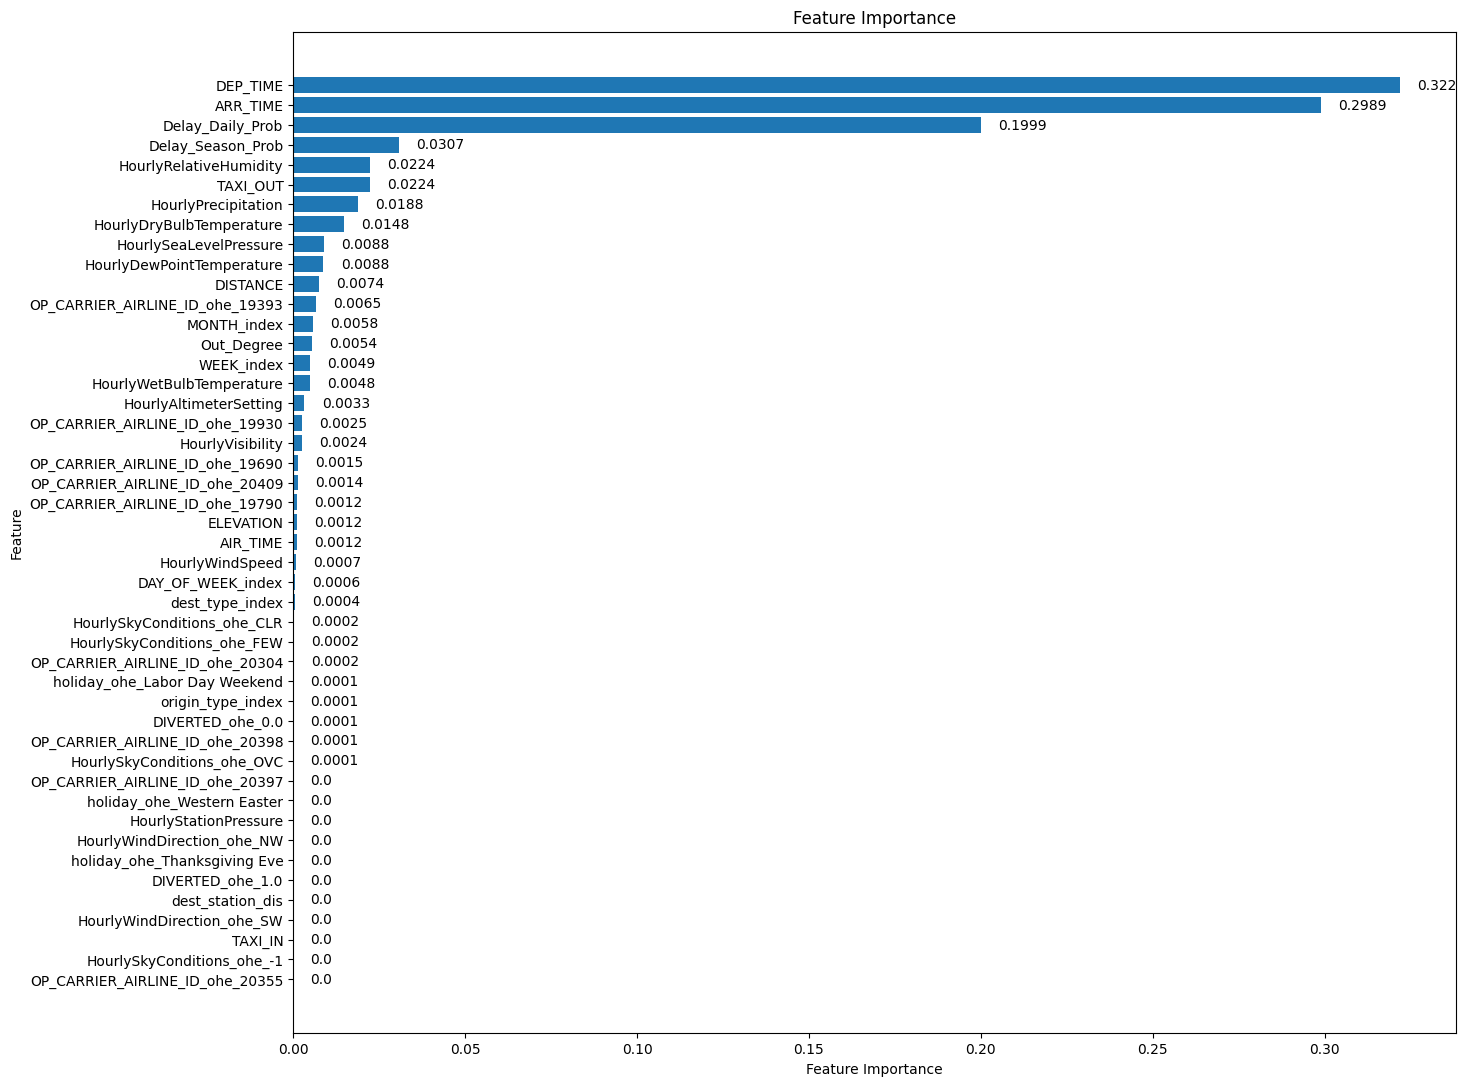 Feature Importance
DEP_TIME 0.322
ARR_TIME 0.2989
Delay_Daily_Prob 0.1999
Delay_Season_Prob 0.0307
HourlyRelativeHumidity 0.0224
TAXI_OUT 0.0224
HourlyPrecipitation 0.0188
HourlyDryBulbTemperature 0.0148
HourlySeaLevelPressure 0.0088
HourlyDewPointTemperature 0.0088
DISTANCE 0.0074
OP_CARRIER_AIRLINE_ID_ohe_19393 0.0065
MONTH_index 0.0058
Out_Degree 0.0054
WEEK_index 0.0049
HourlyWetBulbTemperature 0.0048
HourlyAltimeterSetting 0.0033
OP_CARRIER_AIRLINE_ID_ohe_19930 0.0025
HourlyVisibility 0.0024
OP_CARRIER_AIRLINE_ID_ohe_19690 0.0015
OP_CARRIER_AIRLINE_ID_ohe_20409 0.0014
OP_CARRIER_AIRLINE_ID_ohe_19790 0.0012
ELEVATION 0.0012
AIR_TIME 0.0012
HourlyWindSpeed 0.0007
DAY_OF_WEEK_index 0.0006
dest_type_index 0.0004
HourlySkyConditions_ohe_CLR 0.0002
HourlySkyConditions_ohe_FEW 0.0002
OP_CARRIER_AIRLINE_ID_ohe_20304 0.0002
holiday_ohe_Labor Day Weekend 0.0001
origin_type_index 0.0001
DIVERTED_ohe_0.0 0.0001
OP_CARRIER_AIRLINE_ID_ohe_20398 0.0001
HourlySkyConditions_ohe_OVC 0.0001
OP_CARRIER_AIRLINE_ID_ohe_20397 0.0
holiday_ohe_Western Easter 0.0
HourlyStationPressure 0.0
HourlyWindDirection_ohe_NW 0.0
holiday_ohe_Thanksgiving Eve 0.0
DIVERTED_ohe_1.0 0.0
dest_station_dis 0.0
HourlyWindDirection_ohe_SW 0.0
TAXI_IN 0.0
HourlySkyConditions_ohe_-1 0.0
OP_CARRIER_AIRLINE_ID_ohe_20355 0.0
Feature
0.00 0.05 0.10 0.15 0.20 0.25 0.30
Feature Importance